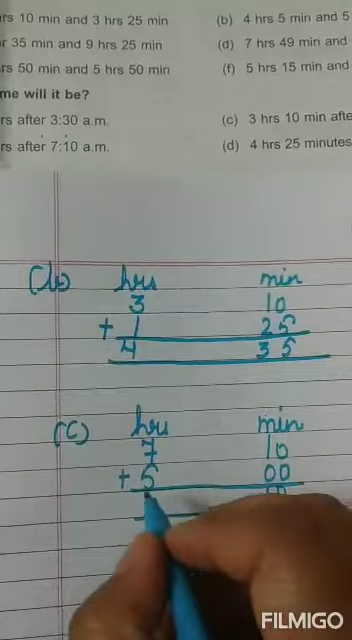 rs 10 min and 3 hrs 25 min (b) 4 hrs 5 min and 5
r 35 min and 9 hrs 25 min (d) 7 hrs 49 min and
rs 50 min and 5 hrs 50 min (f) 5 hrs 15 min and
me will it be?
rs after 3:30 a.m. (c) 3 hrs 10 min afte
rs after 7:10 a.m. (d) 4 hrs 25 minutes
(b) hrs min
3 10
+ 1 25
4 35
(c) hrs min
7 10
+ 5 00
FILMIGO